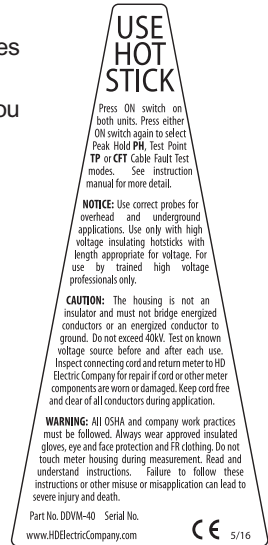 es
ou
USE
HOT
STICK
Press ON switch on
both units. Press either
ON switch again to select
Peak Hold PH, Test Point
TP or CFT Cable Fault Test
modes. See instruction
manual for more detail.
NOTICE: Use correct probes for
overhead and underground
applications. Use only with high
voltage insulating hotsticks with
length appropriate for voltage. For
use by trained high voltage
professionals only.
CAUTION: The housing is not an
insulator and must not bridge energized
conductors or an energized conductor to
ground. Do not exceed 40kV. Test on known
voltage source before and after each use.
Inspect connecting cord and return meter to HD
Electric Company for repair if cord or other meter
components are worn or damaged. Keep cord free
and clear of all conductors during application.
WARNING: All OSHA and company work practices
must be followed. Always wear approved insulated
gloves, eye and face protection and FR clothing. Do not
touch meter housing during measurement. Read and
understand instructions. Failure to follow these
instructions or other misuse or misapplication can lead to
severe injury and death.
Part No. DDVM-40 Serial No.
www.HDElectricCompany.com CE 5/16